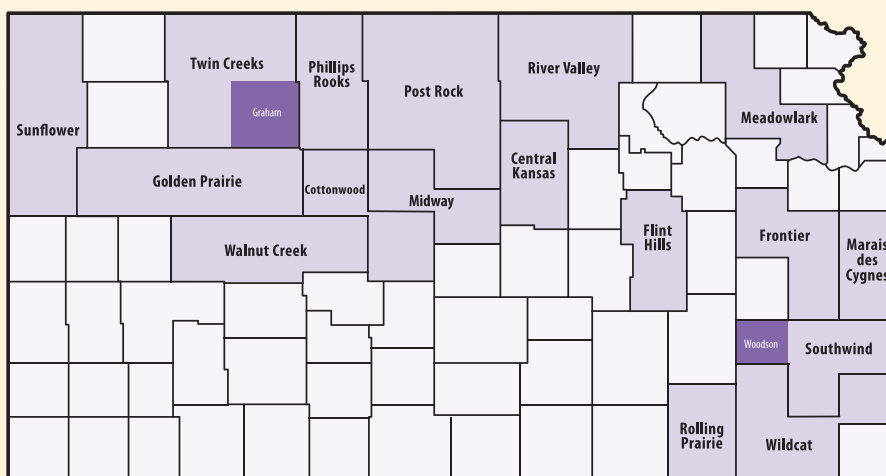 Twin Creeks
Phillips
Rooks
Post Rock
River Valley
Graham
Sunflower
Meadowlark
Golden Prairie
Cottonwood
Midway
Central
Kansas
Walnut Creek
Flint
Hills
Frontier
Marais
des
Cygnes
Woodson
Southwind
Rolling
Prairie
Wildcat